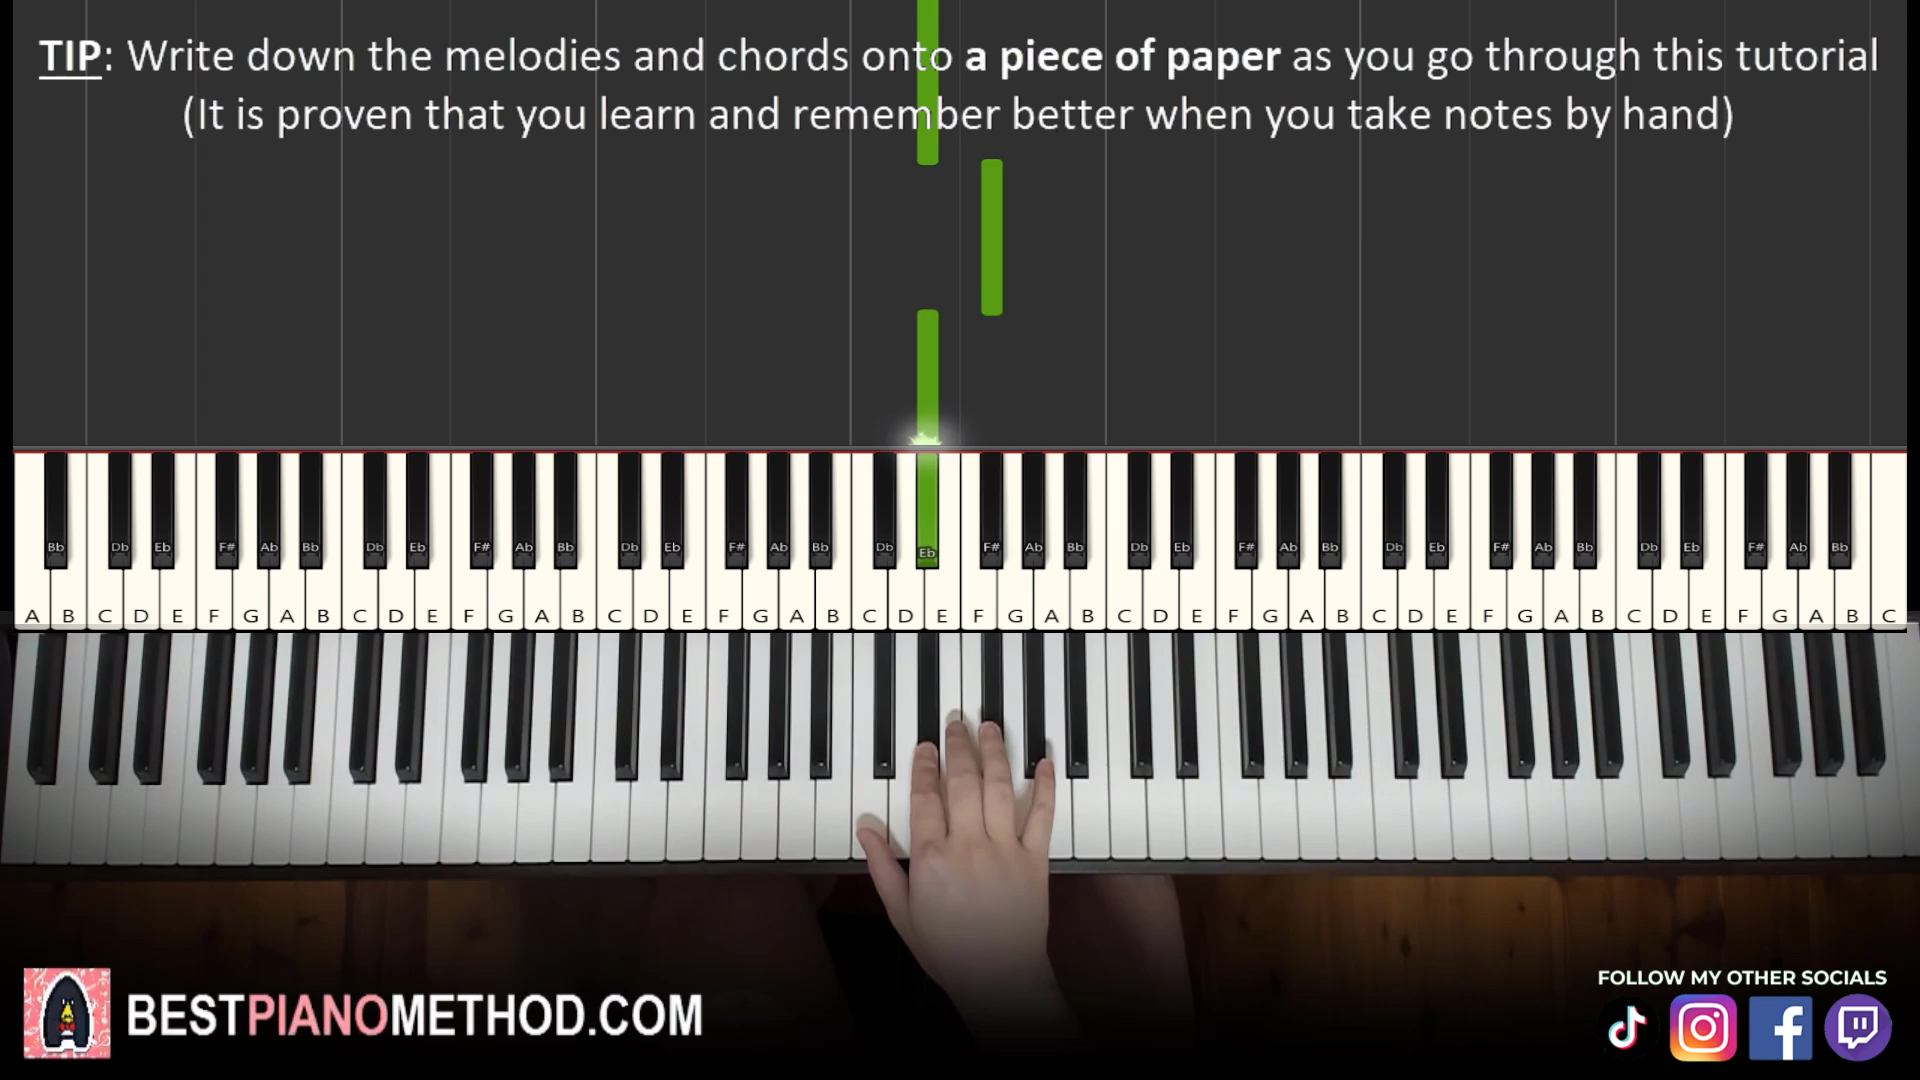 TIP: Write down the melodies and chords onto a piece of paper as you go through this tutorial
(It is proven that you learn and remember better when you take notes by hand)
Bb Db Eb F# Ab Bb Db Eb F# Ab Bb Db Eb F# Ab Bb Db Eb F# Ab Bb Db Eb F# Ab Bb Db Eb F# Ab Bb Db Eb F# Ab Bb
A B C D E F G A B C D E F G A B C D E F G A B C D E F G A B C D E F G A B C D E F G A B C D E F G A B C
FOLLOW MY OTHER SOCIALS
BESTPIANOMETHOD.COM